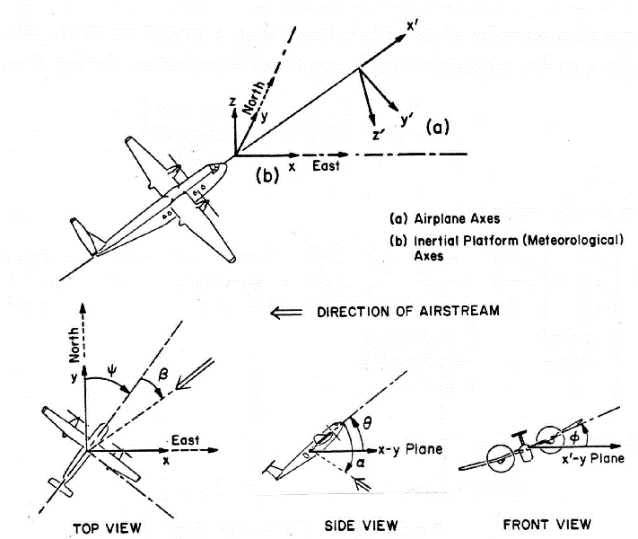 x'
North
z
y
y'
z'
(a)
(b)
x
East
(a) Airplane Axes
(b) Inertial Platform (Meteorological)
Axes
⇐ DIRECTION OF AIRSTREAM
North
y
ψ
β
East
x
θ
x-y Plane
α
ϕ
x'-y Plane
TOP VIEW
SIDE VIEW
FRONT VIEW